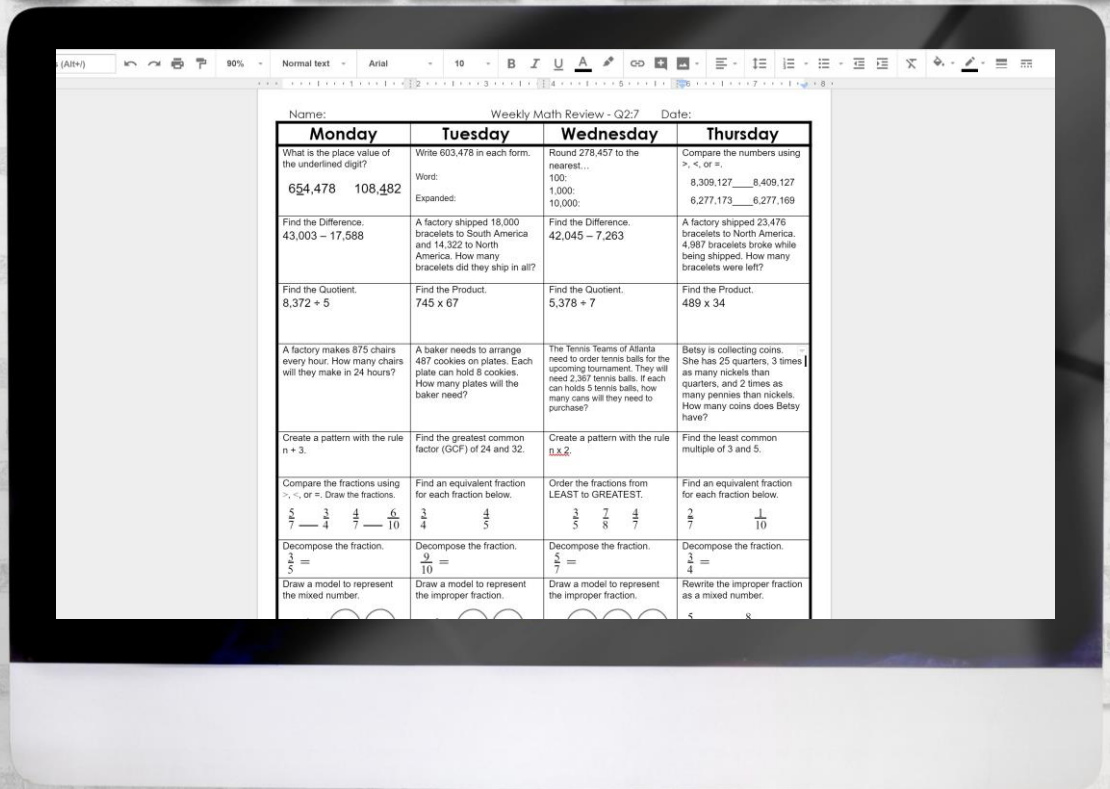 (Alt+/)
90%
Normal text
Arial
10
B
I
U
A
2
3
4
5
6
7
8
Name:
Weekly Math Review - Q2:7
Date:
Monday
Tuesday
Wednesday
Thursday
What is the place value of
the underlined digit?
654,478 108,482
Write 603,478 in each form.
Word:
Expanded:
Round 278,457 to the
nearest...
100:
1,000:
10,000:
Compare the numbers using
>, <, or =.
8,309,127____8,409,127
6,277,173____6,277,169
Find the Difference.
43,003 – 17,588
A factory shipped 18,000
bracelets to South America
and 14,322 to North
America. How many
bracelets did they ship in all?
Find the Difference.
42,045 – 7,263
A factory shipped 23,476
bracelets to North America.
4,987 bracelets broke while
being shipped. How many
bracelets were left?
Find the Quotient.
8,372 ÷ 5
Find the Product.
745 x 67
Find the Quotient.
5,378 ÷ 7
Find the Product.
489 x 34
A factory makes 875 chairs
every hour. How many chairs
will they make in 24 hours?
A baker needs to arrange
487 cookies on plates. Each
plate can hold 8 cookies.
How many plates will the
baker need?
The Tennis Teams of Atlanta
need to order tennis balls for the
upcoming tournament. They will
need 2,367 tennis balls. If each
can holds 5 tennis balls, how
many cans will they need to
purchase?
Betsy is collecting coins.
She has 25 quarters, 3 times
as many nickels than
quarters, and 2 times as
many pennies than nickels.
How many coins does Betsy
have?
Create a pattern with the rule
n + 3.
Find the greatest common
factor (GCF) of 24 and 32.
Create a pattern with the rule
n x 2.
Find the least common
multiple of 3 and 5.
Compare the fractions using
>, <, or =. Draw the fractions.
5/7 __ 3/4 4/7 __ 6/10
Find an equivalent fraction
for each fraction below.
3/4 4/5
Order the fractions from
LEAST to GREATEST.
3/5 7/8 4/7
Find an equivalent fraction
for each fraction below.
2/7 1/10
Decompose the fraction.
3/5 =
Decompose the fraction.
9/10 =
Decompose the fraction.
5/7 =
Decompose the fraction.
3/4 =
Draw a model to represent
the mixed number.
Draw a model to represent
the improper fraction.
Draw a model to represent
the improper fraction.
Rewrite the improper fraction
as a mixed number.
5 8